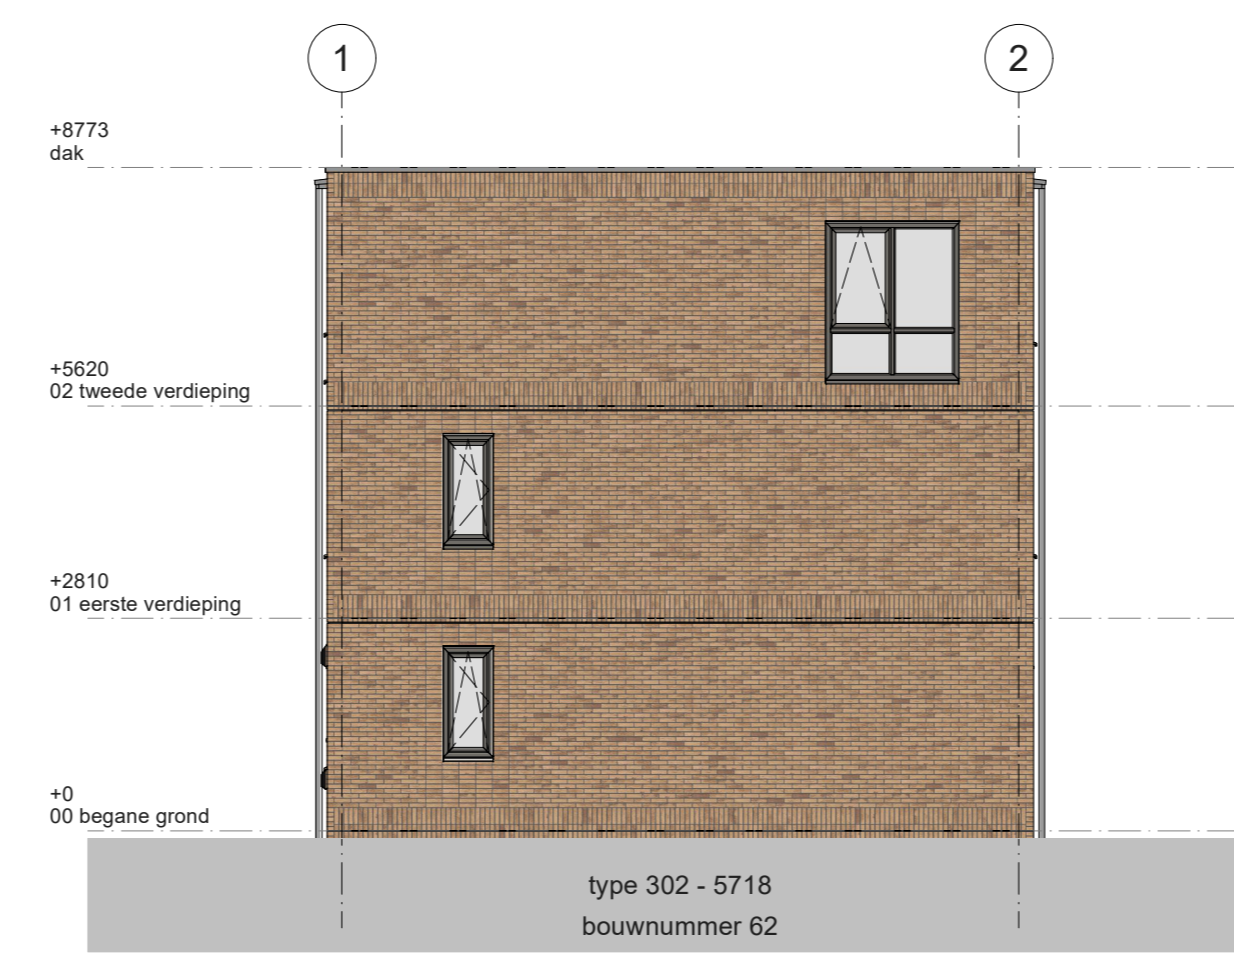 1
2
+8773
dak
+5620
02 tweede verdieping
+2810
01 eerste verdieping
+0
00 begane grond
type 302 - 5718
bouwnummer 62